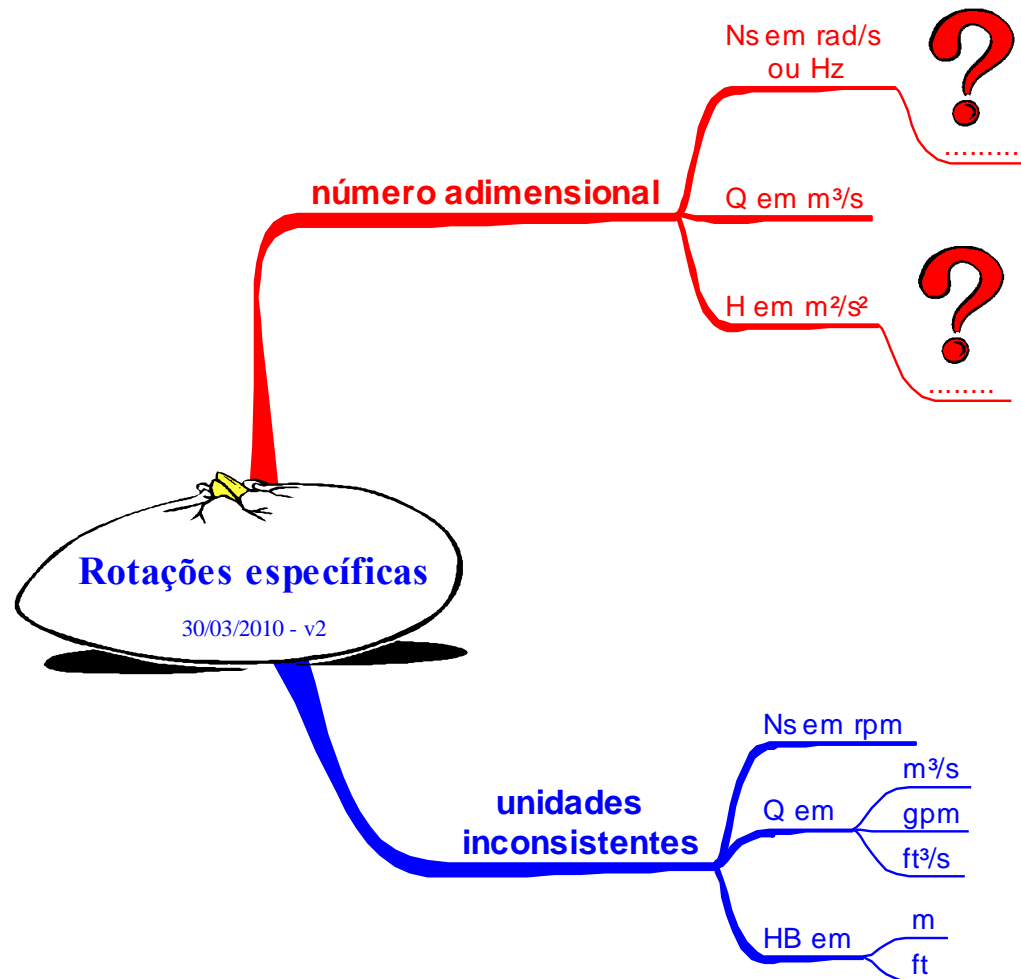 Ns em rad/s
ou Hz
.........
número adimensional
Q em m³/s
H em m²/s²
........
Rotações específicas
30/03/2010 - v2
unidades
inconsistentes
Ns em rpm
Q em
m³/s
gpm
ft³/s
HB em
m
ft